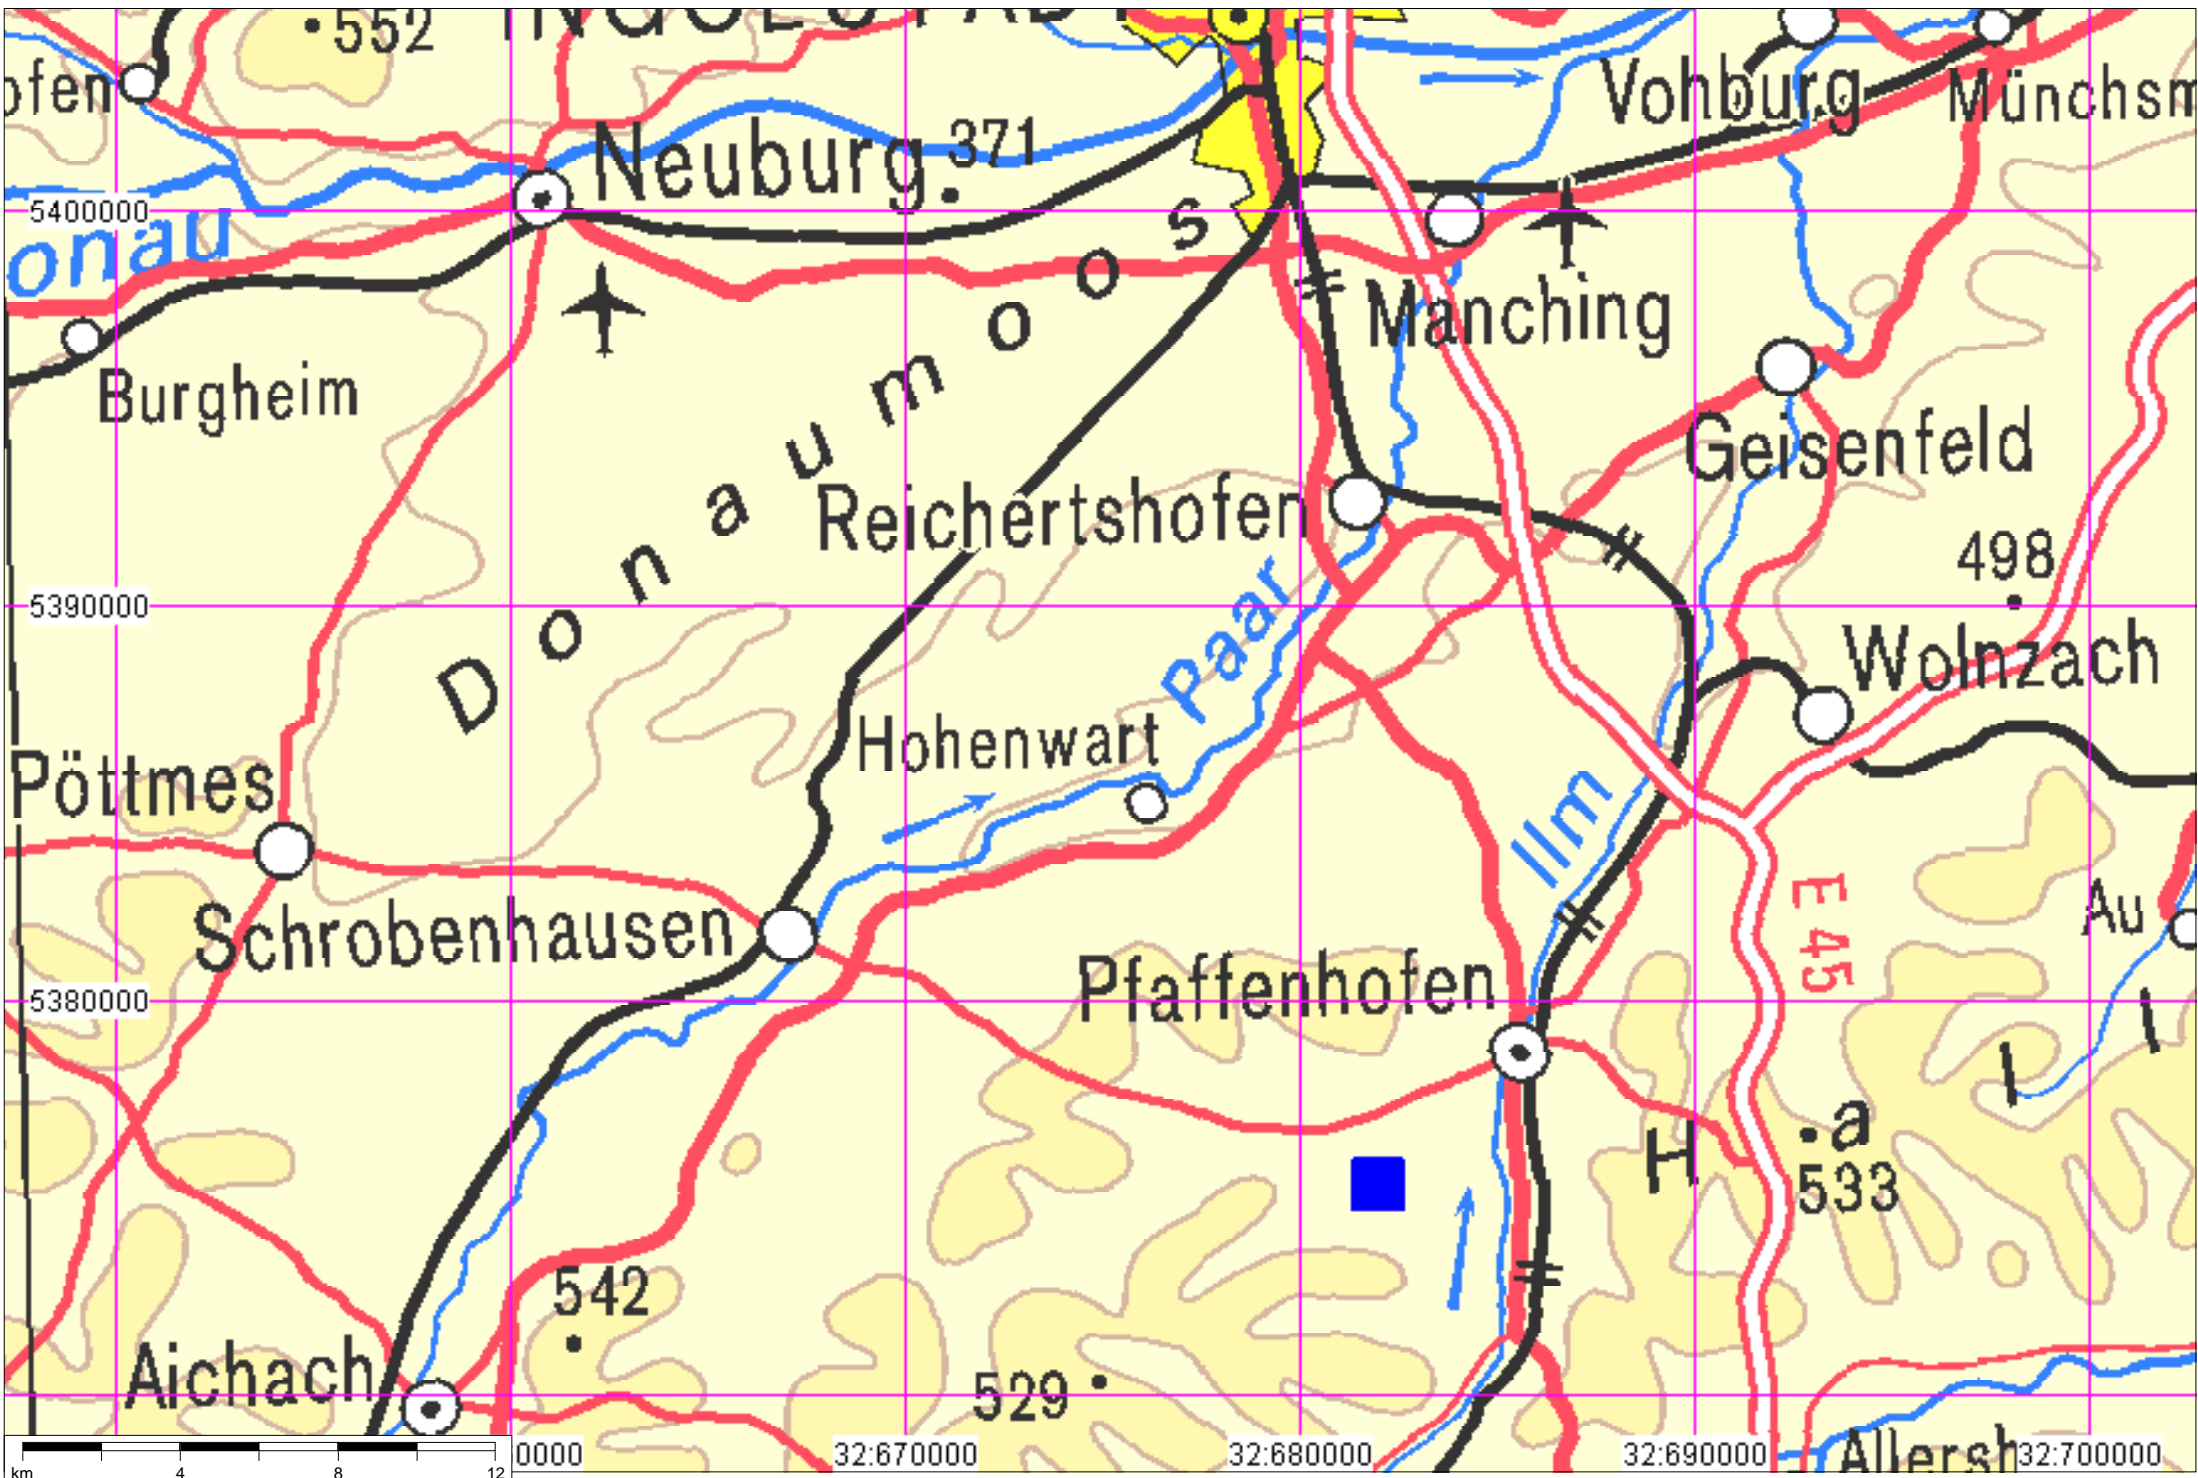 552
ofen
Neuburg
371
Vohburg
Münchsm
5400000
onau
Manching
Burgheim
Donaumoos
Geisenfeld
Reichertshofen
498
5390000
Paar
Wolnzach
Hohenwart
Pöttmes
Ilm
E 45
Au
Schrobenhausen
Pfaffenhofen
5380000
H a l l
533
542
Aichach
529
Allersh
0000
32:670000
32:680000
32:690000
32:700000
km 4 8 12